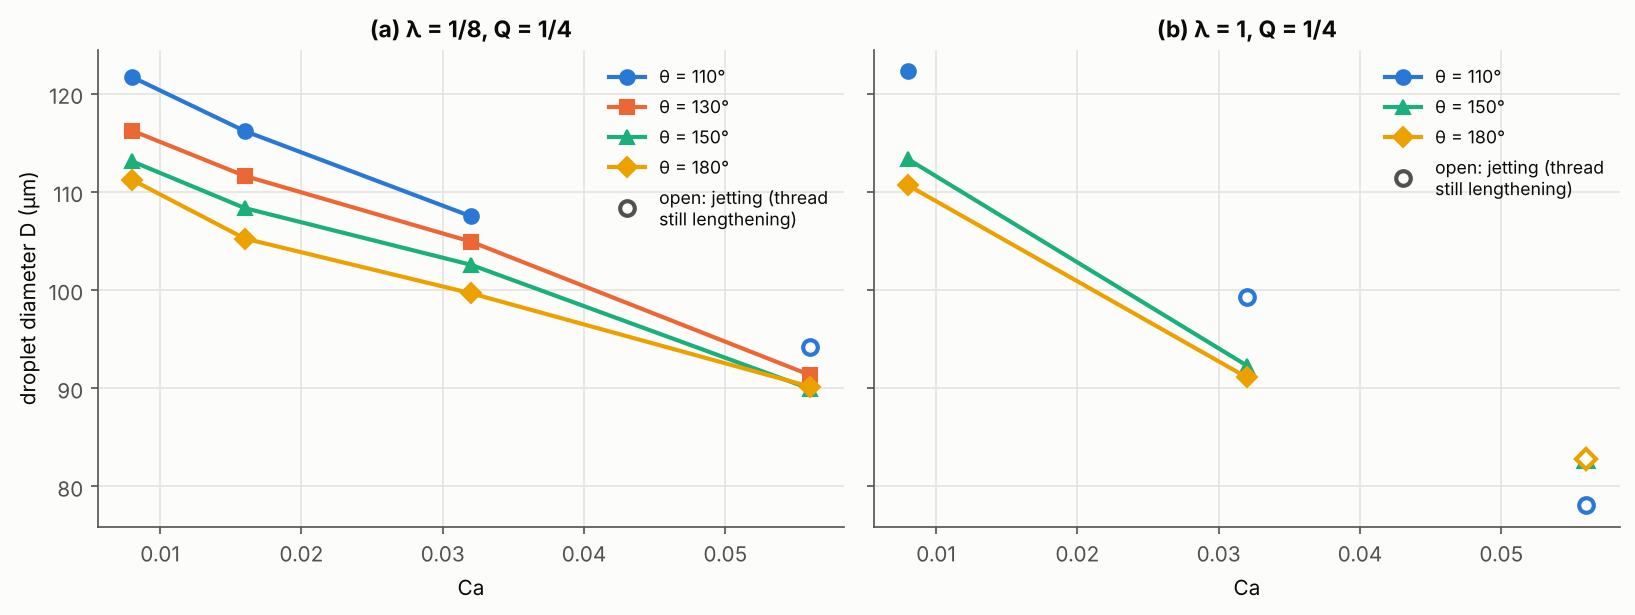 (a) λ = 1/8, Q = 1/4
droplet diameter D (μm)
120
110
100
90
80
θ = 110°
θ = 130°
θ = 150°
θ = 180°
open: jetting (thread
still lengthening)
0.01
0.02
0.03
0.04
0.05
Ca
(b) λ = 1, Q = 1/4
θ = 110°
θ = 150°
θ = 180°
open: jetting (thread
still lengthening)
0.01
0.02
0.03
0.04
0.05
Ca